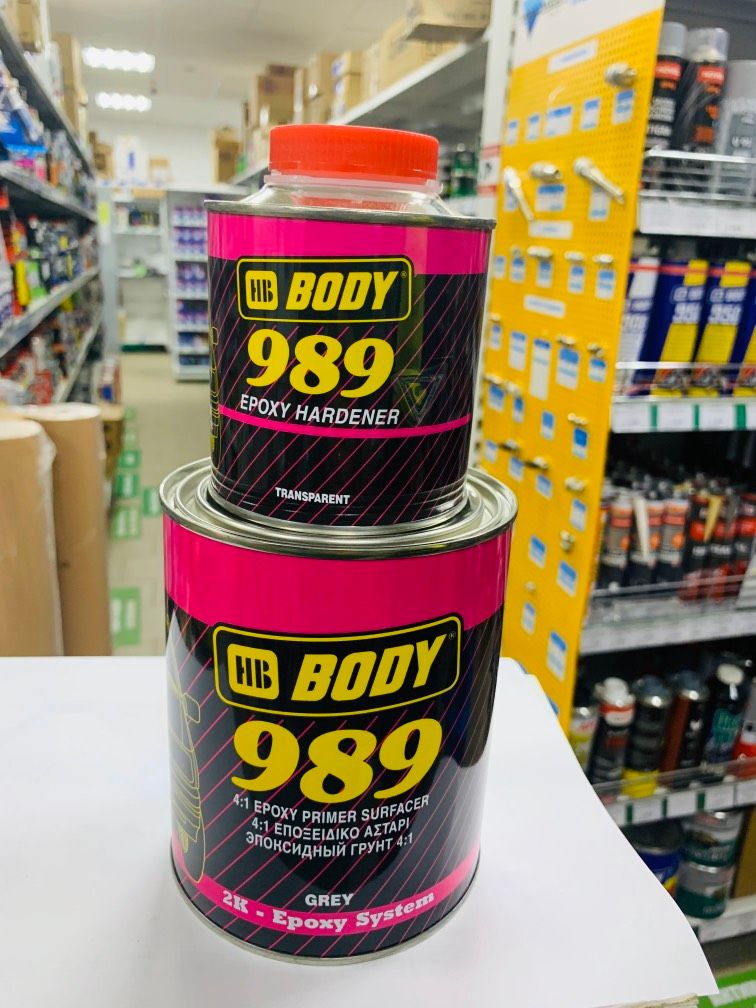 HB BODY®
989
EPOXY HARDENER
TRANSPARENT
HB BODY®
989
4:1 EPOXY PRIMER SURFACER
4:1 ΕΠΟΞΕΙΔΙΚΟ ΑΣΤΑΡΙ
ЭПОКСИДНЫЙ ГРУНТ 4:1
GREY
2K - Epoxy System
950